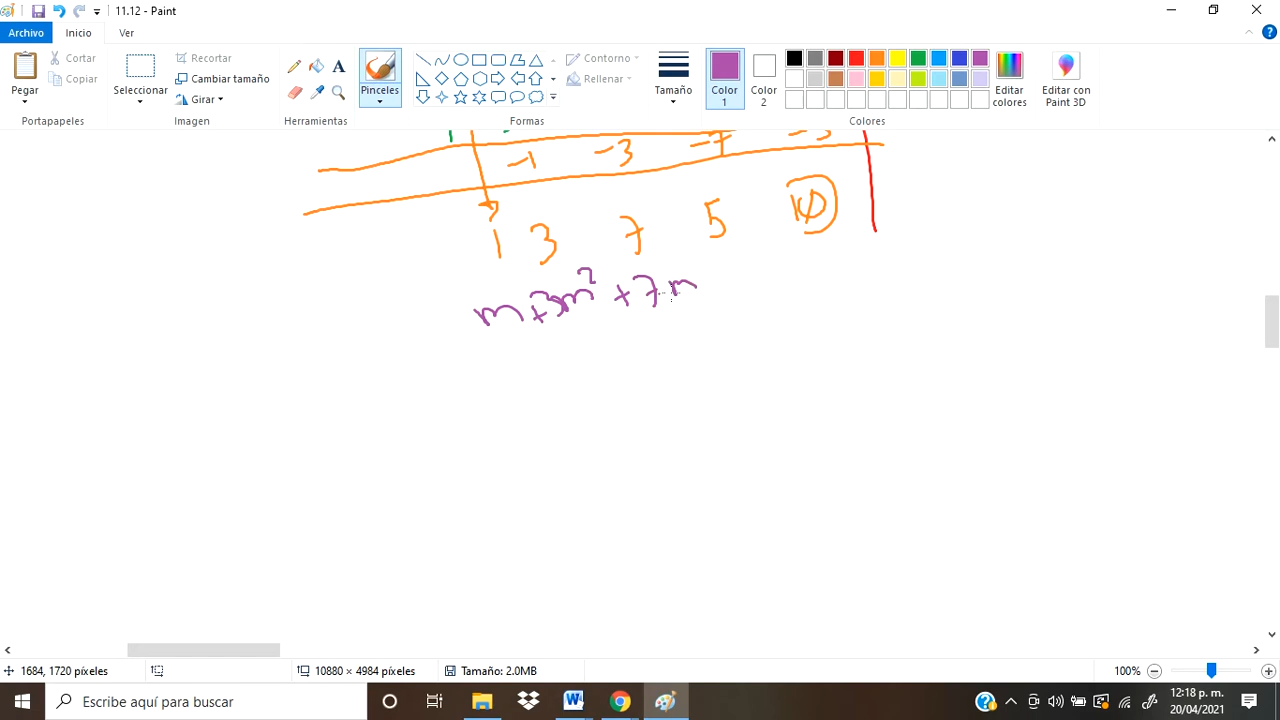 11.12 - Paint
Archivo Inicio Ver
Pegar
Cortar
Copiar
Portapapeles
Seleccionar
Recortar
Cambiar tamaño
Girar
Imagen
A
Herramientas
Pinceles
Contorno
Rellenar
Formas
Tamaño
Color 1
Color 2
Editar colores
Editar con Paint 3D
Colores
-1 -3 -7
1 3 7 5
m+3m² +7m
1684, 1720 píxeles
10880 × 4984 píxeles
Tamaño: 2.0MB
100%
Escribe aquí para buscar
12:18 p. m.
20/04/2021